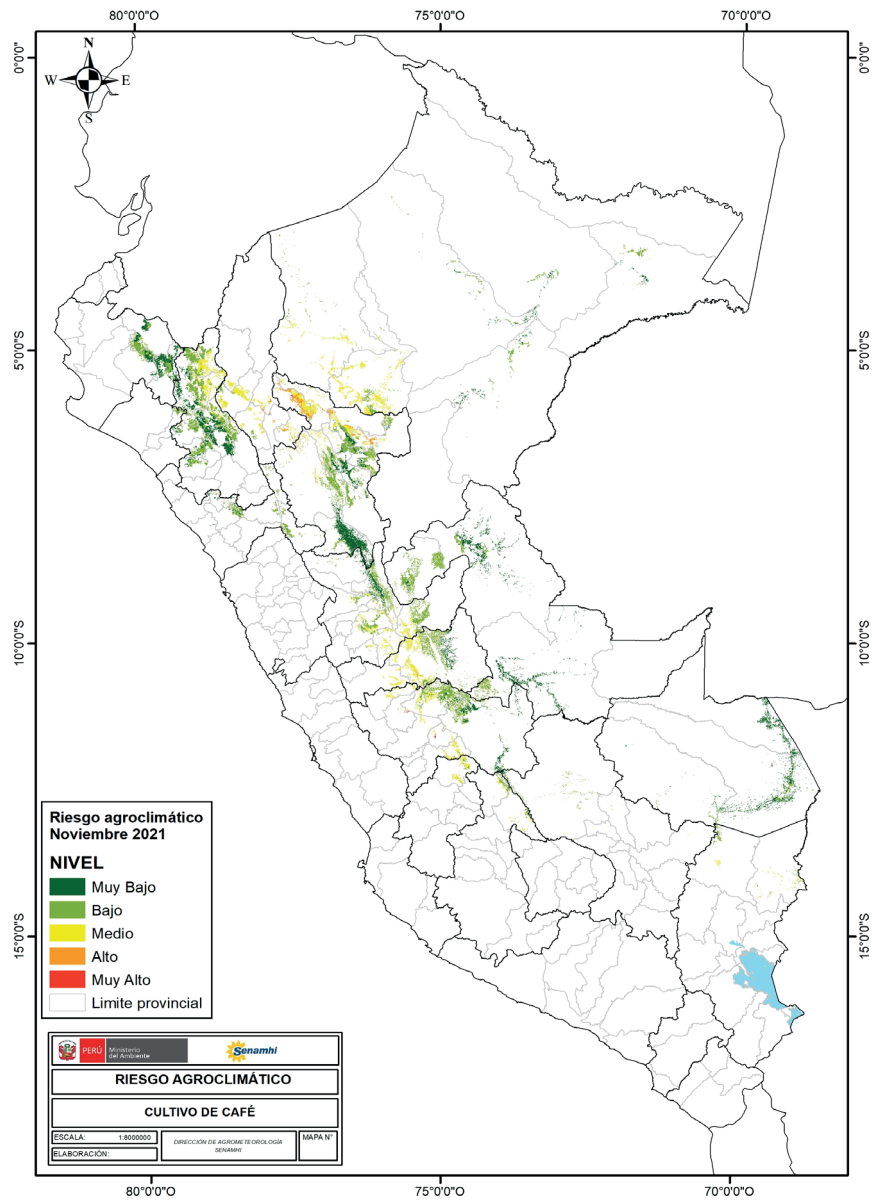 80°0'0"O 75°0'0"O 70°0'0"O
0°0'0"
N
W E
S
0°0'0"
5°0'0"S
5°0'0"S
10°0'0"S
10°0'0"S
Riesgo agroclimático
Noviembre 2021
NIVEL
Muy Bajo
Bajo
Medio
Alto
Muy Alto
Limite provincial
15°0'0"S
15°0'0"S
PERÚ Ministerio
del Ambiente
Senamhi
RIESGO AGROCLIMÁTICO
CULTIVO DE CAFÉ
ESCALA: 1:8000000
ELABORACIÓN:
DIRECCIÓN DE AGROMETEOROLOGÍA
SENAMHI
MAPA N°
80°0'0"O 75°0'0"O 70°0'0"O